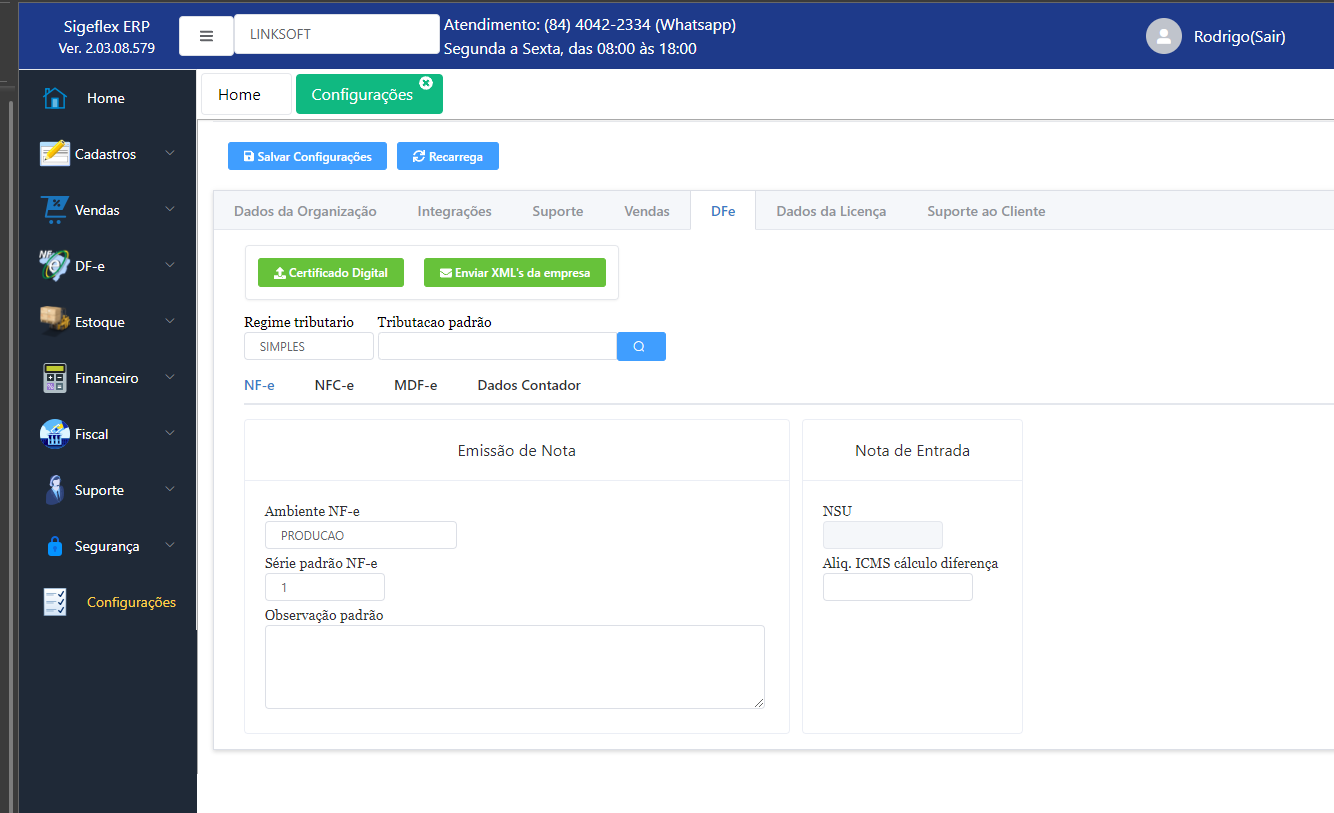 Sigeflex ERP
Ver. 2.03.08.579
LINKSOFT
Atendimento: (84) 4042-2334 (Whatsapp)
Segunda a Sexta, das 08:00 às 18:00
Rodrigo(Sair)
Home
Cadastros
Vendas
NF
DF-e
Estoque
Financeiro
Fiscal
Suporte
Segurança
Configurações
Home
Configurações
Salvar Configurações
Recarrega
Dados da Organização
Integrações
Suporte
Vendas
DFe
Dados da Licença
Suporte ao Cliente
Certificado Digital
Enviar XML's da empresa
Regime tributario
Tributacao padrão
SIMPLES
NF-e
NFC-e
MDF-e
Dados Contador
Emissão de Nota
Ambiente NF-e
PRODUCAO
Série padrão NF-e
1
Observação padrão
Nota de Entrada
NSU
Aliq. ICMS cálculo diferença